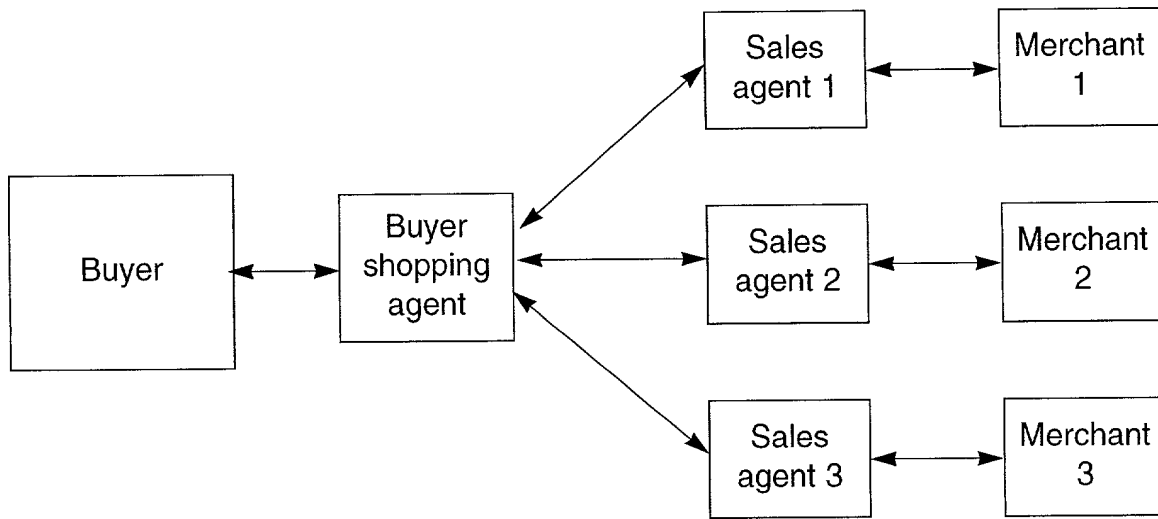 Buyer
Buyer
shopping
agent
Sales
agent 1
Merchant
1
Sales
agent 2
Merchant
2
Sales
agent 3
Merchant
3